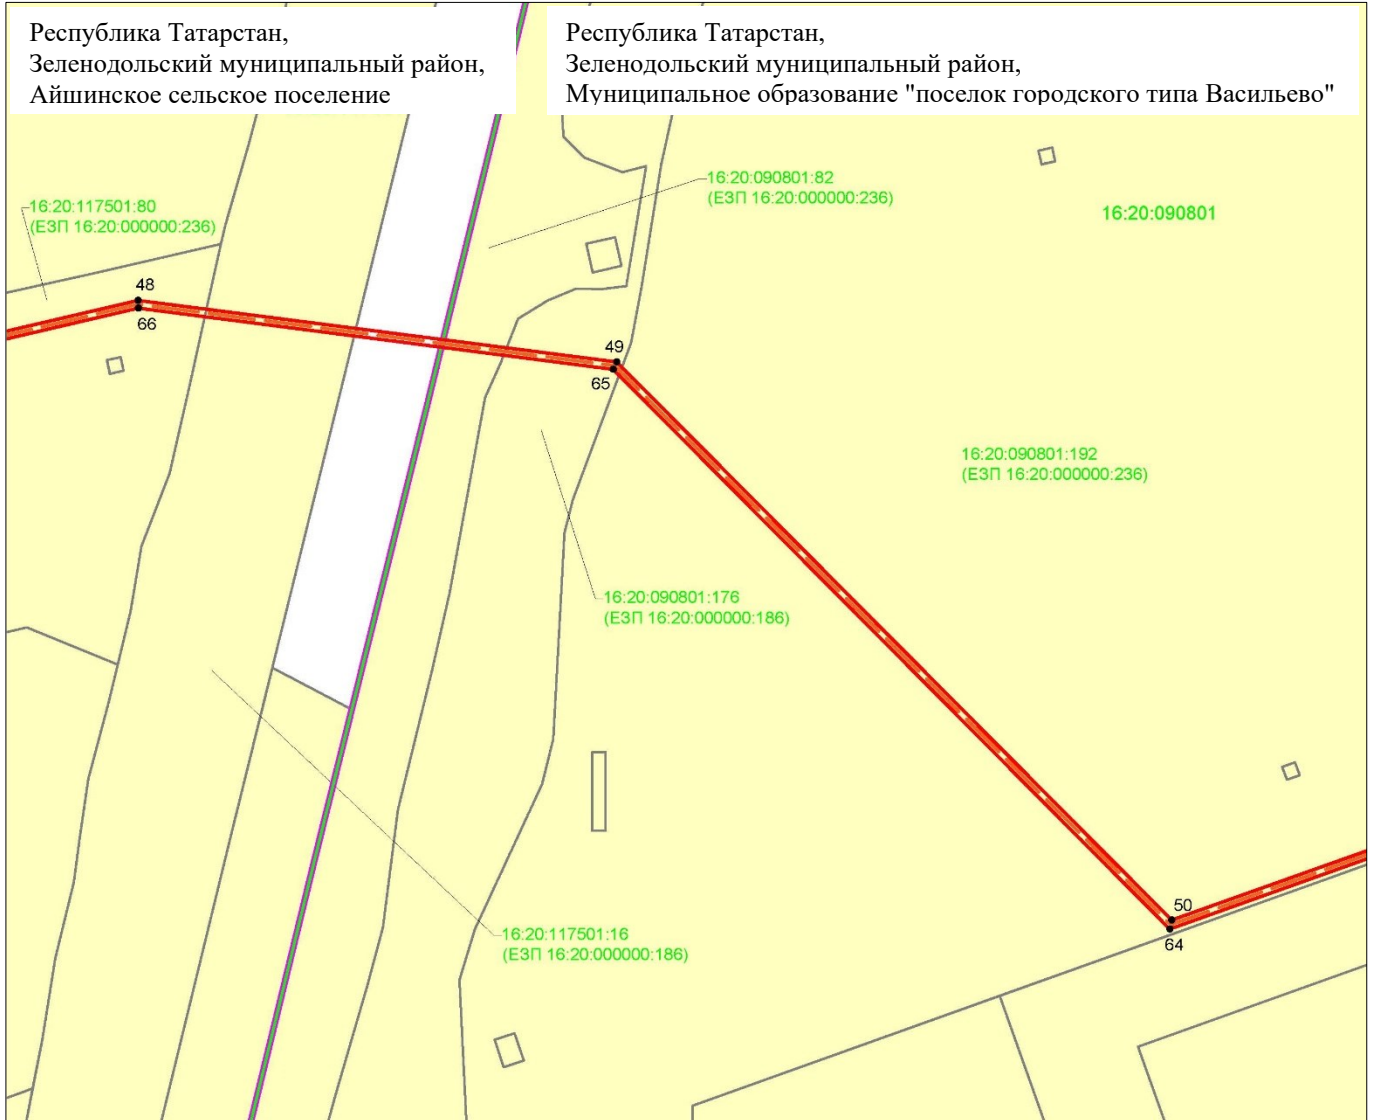 Республика Татарстан,
Зеленодольский муниципальный район,
Айшинское сельское поселение
Республика Татарстан,
Зеленодольский муниципальный район,
Муниципальное образование "поселок городского типа Васильево"
16:20:090801:82
(ЕЗП 16:20:000000:236)
16:20:117501:80
(ЕЗП 16:20:000000:236)
16:20:090801
48
66
49
65
16:20:090801:192
(ЕЗП 16:20:000000:236)
16:20:090801:176
(ЕЗП 16:20:000000:186)
50
64
16:20:117501:16
(ЕЗП 16:20:000000:186)